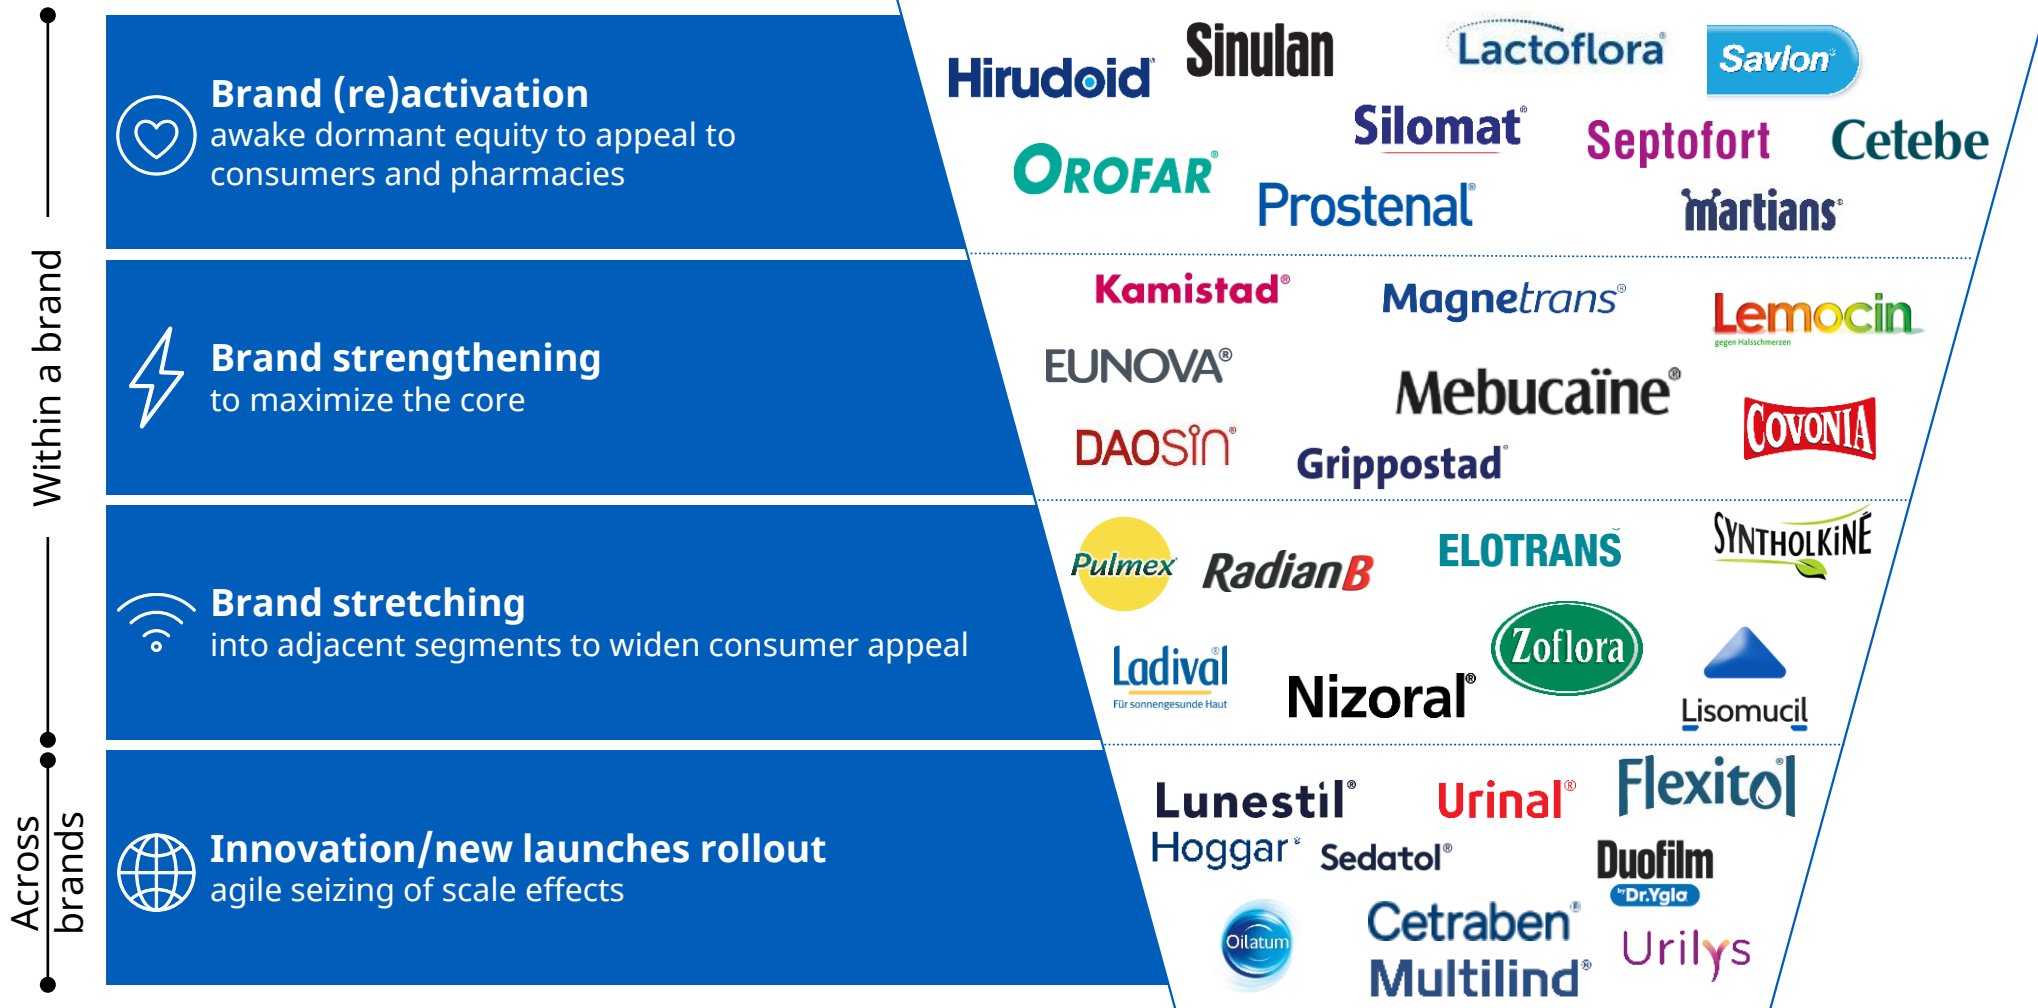 Within a brand
Across
brands
Brand (re)activation
awake dormant equity to appeal to
consumers and pharmacies
Hirudoid®
Sinulan
Lactoflora®
Savlon®
OROFAR®
Silomat®
Septofort
Cetebe
Prostenal®
martians®
Brand strengthening
to maximize the core
Kamistad®
Magnetrans®
Lemocin
gegen Halsschmerzen
EUNOVA®
Mebucaïne®
COVONIA
DAOSiN®
Grippostad®
Brand stretching
into adjacent segments to widen consumer appeal
Pulmex
RadianB
ELOTRANS
SYNTHOLKiNÉ
Ladival®
Für sonnengesunde Haut
Nizoral®
Zoflora
Lisomucil
Innovation/new launches rollout
agile seizing of scale effects
Lunestil®
Urinal®
Flexitol®
Hoggar®
Sedatol®
Duofilm
by Dr.Ygla
Oilatum
Cetraben®
Multilind®
Urilys